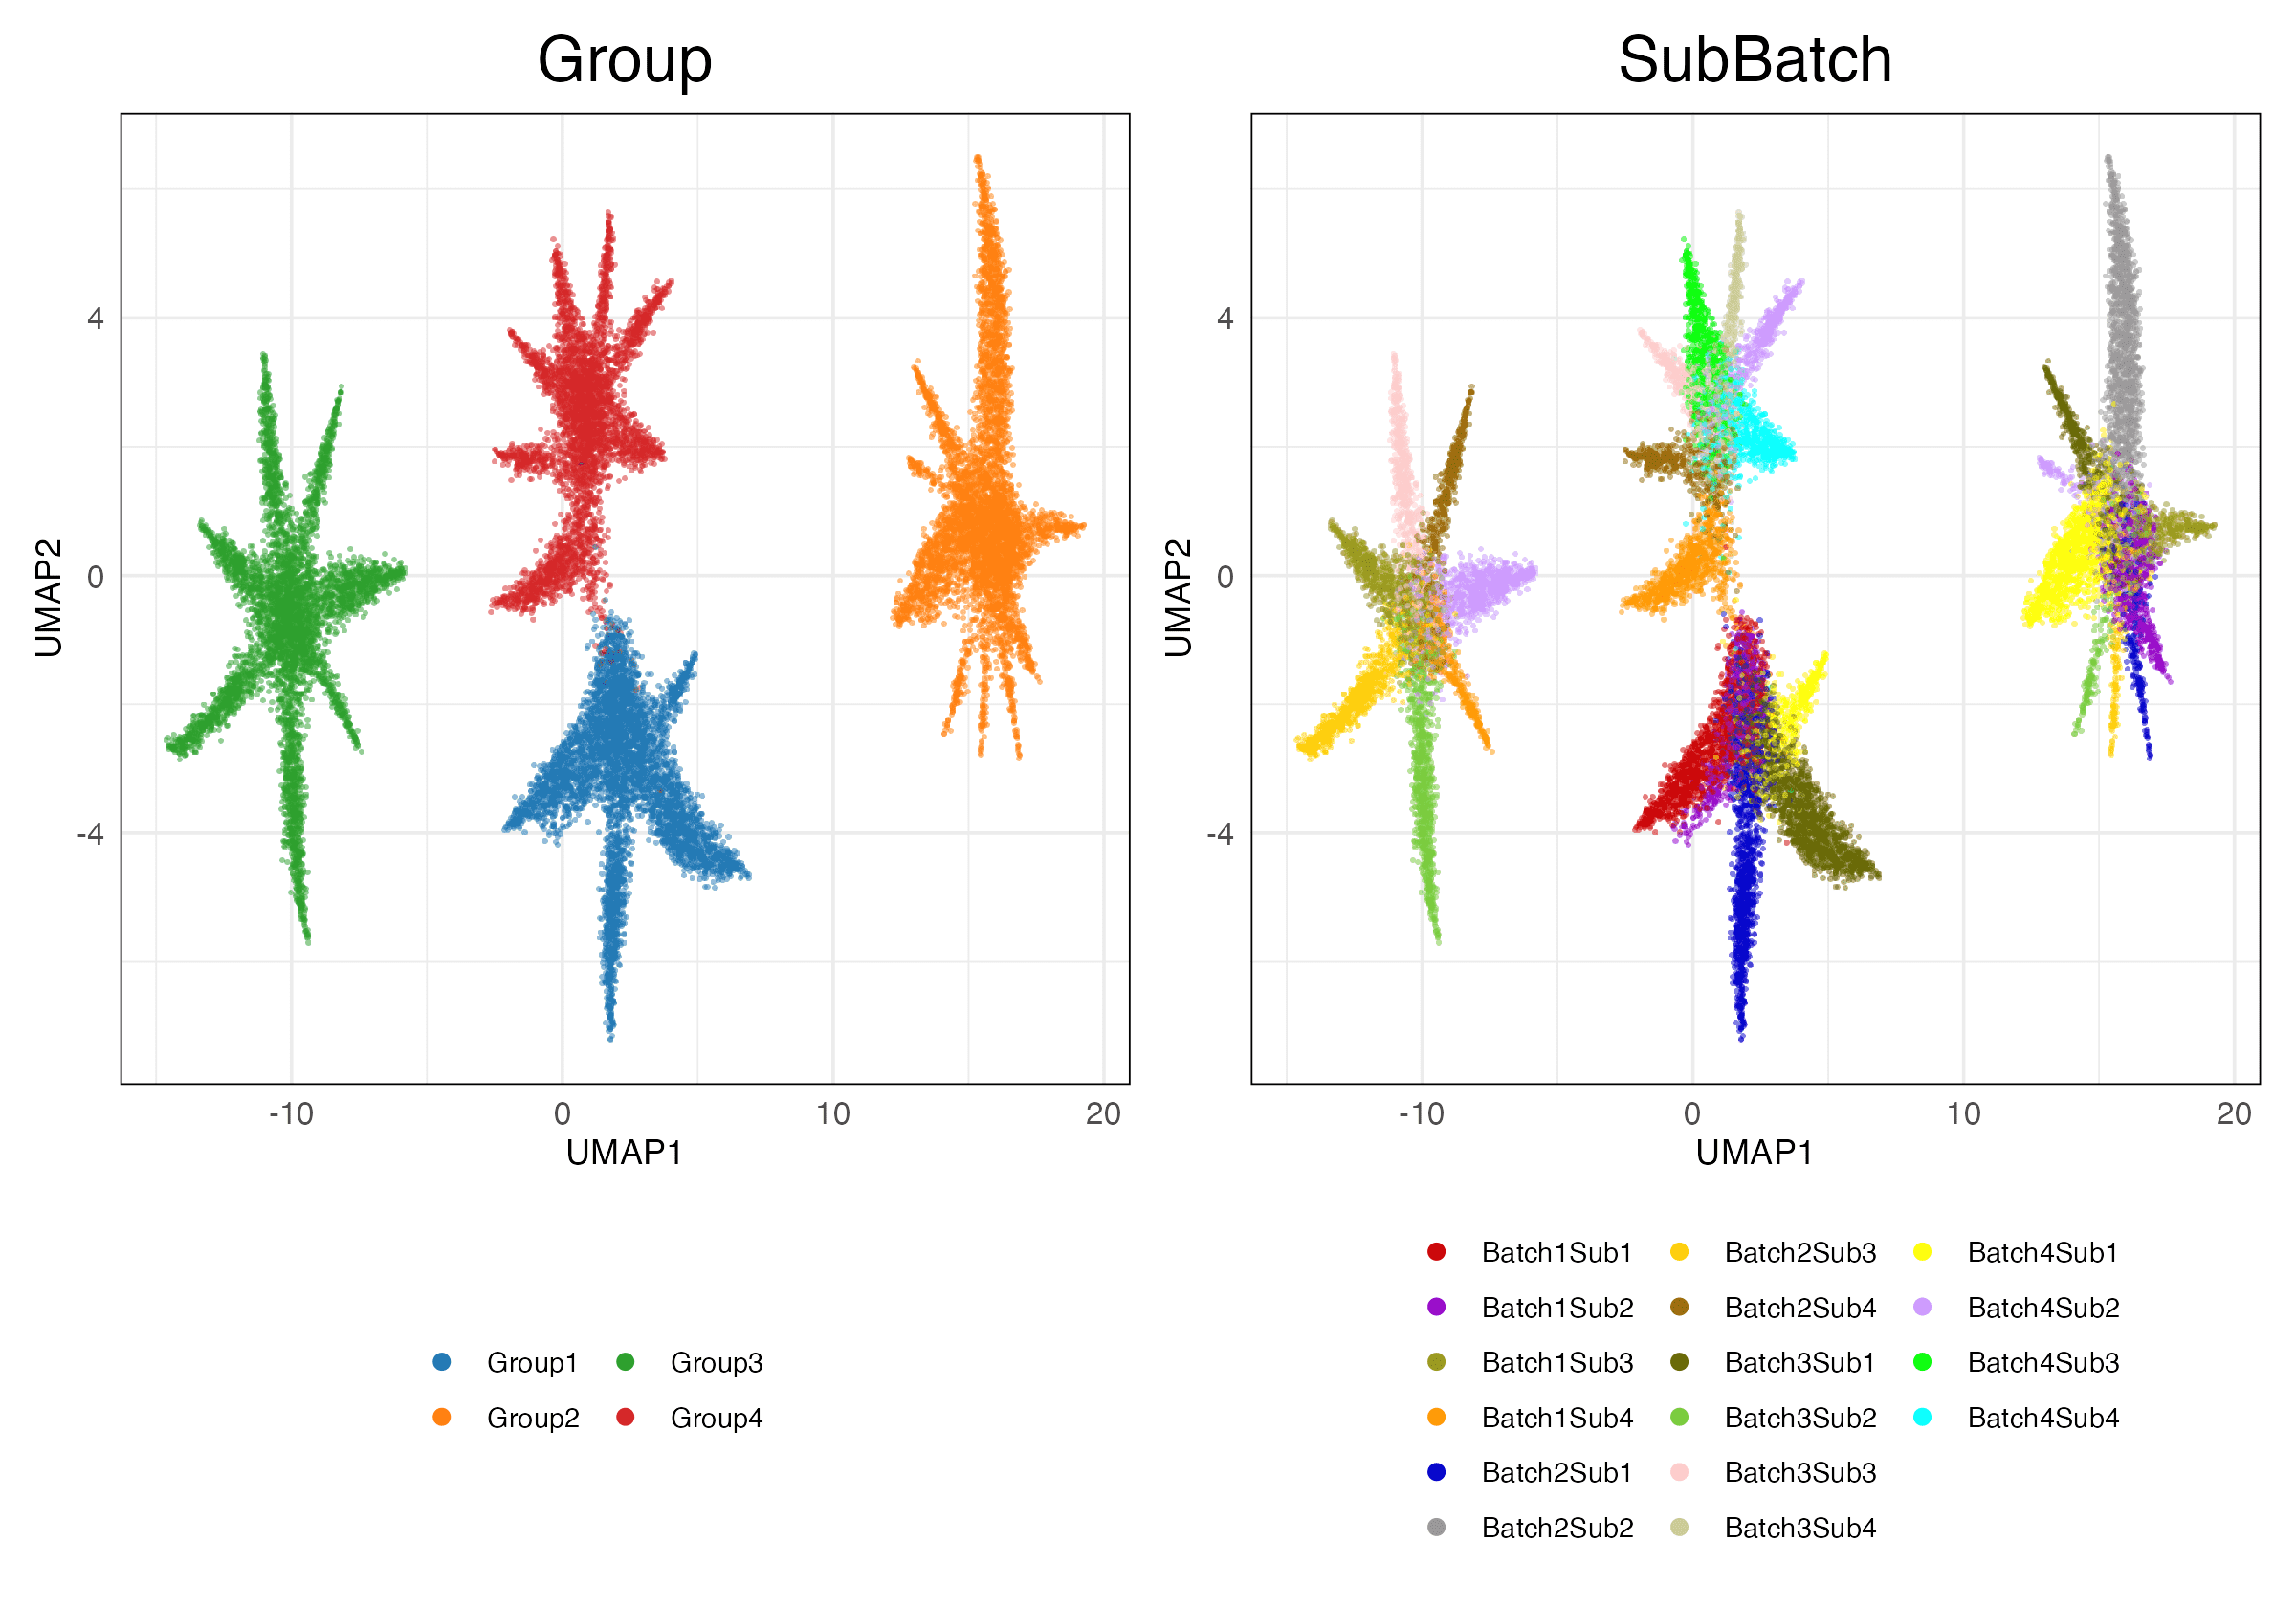 Group
SubBatch
UMAP2
4
0
-4
-10
0
10
20
UMAP1
UMAP2
4
0
-4
-10
0
10
20
UMAP1
Group1
Group3
Group2
Group4
Batch1Sub1
Batch2Sub3
Batch4Sub1
Batch1Sub2
Batch2Sub4
Batch4Sub2
Batch1Sub3
Batch3Sub1
Batch4Sub3
Batch1Sub4
Batch3Sub2
Batch4Sub4
Batch2Sub1
Batch3Sub3
Batch2Sub2
Batch3Sub4